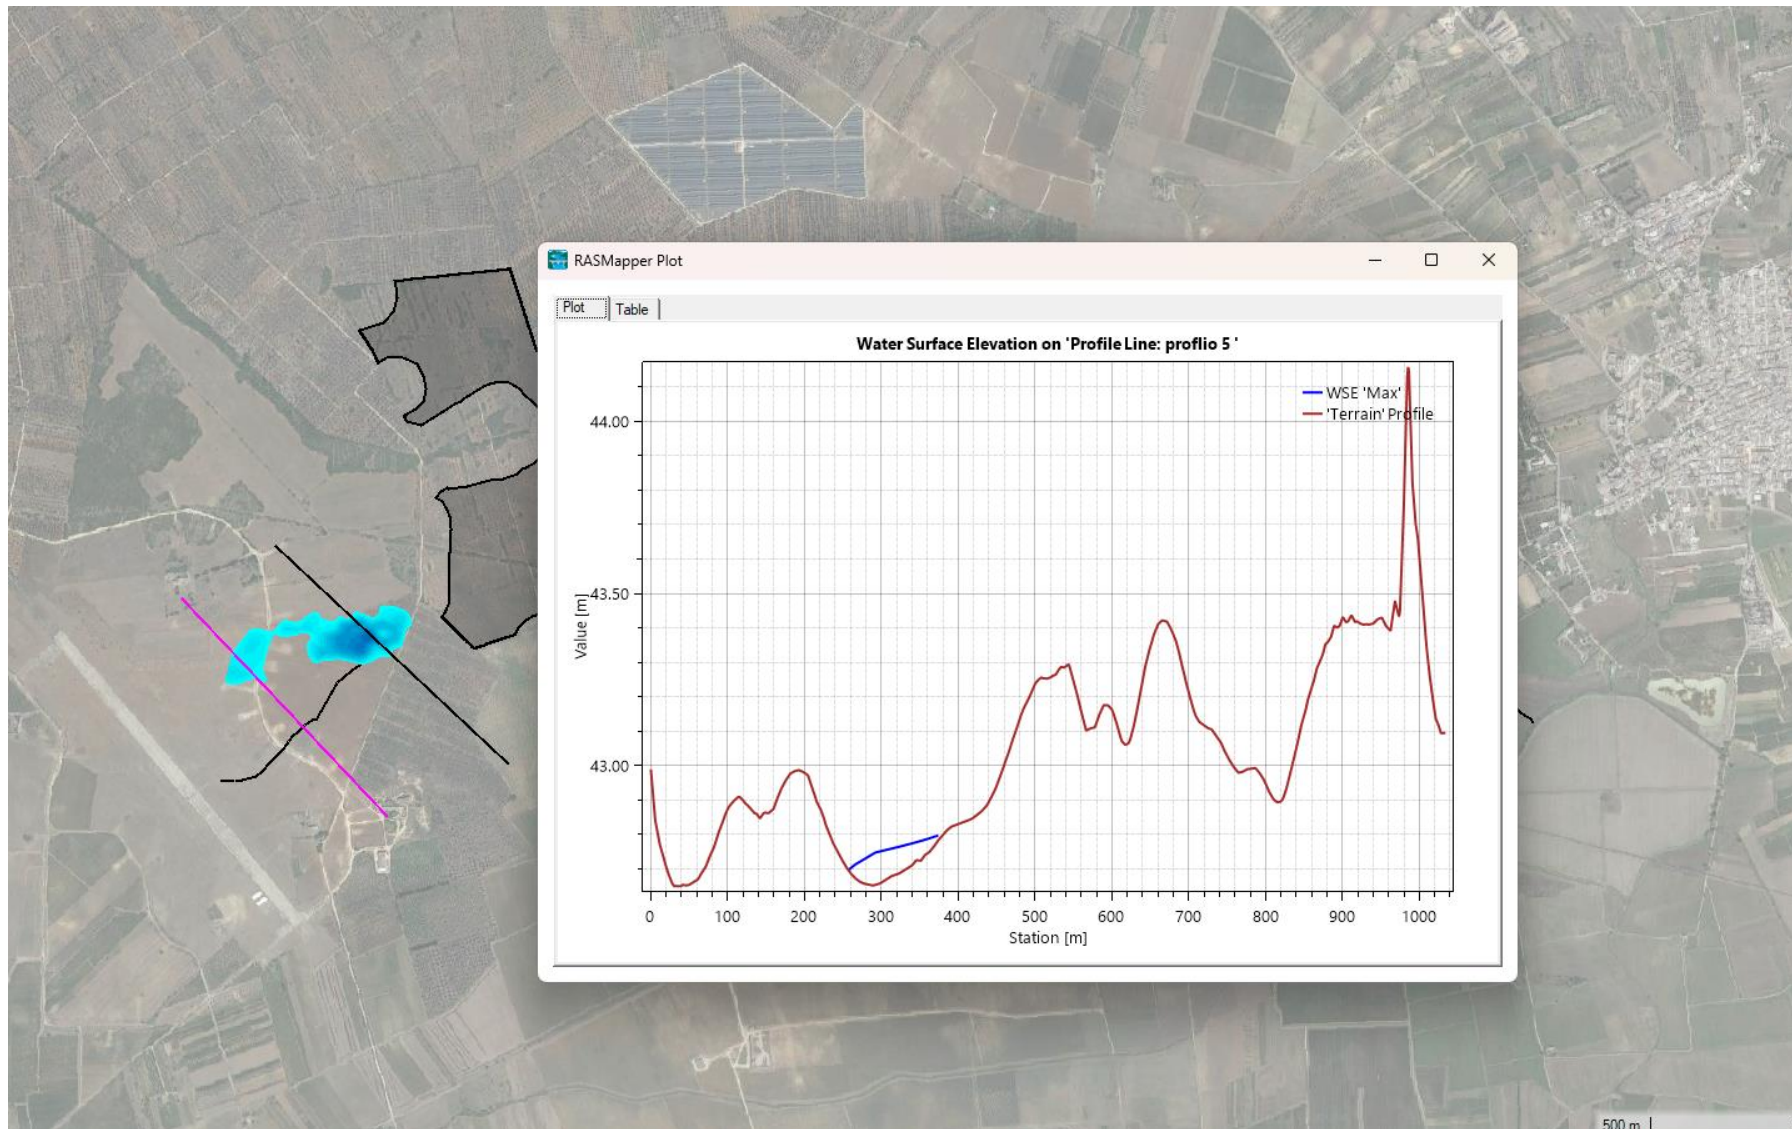 RASMapper Plot
Plot
Table
Water Surface Elevation on 'Profile Line: proflio 5 '
WSE 'Max'
'Terrain' Profile
44.00
43.50
43.00
Value [m]
0 100 200 300 400 500 600 700 800 900 1000
Station [m]
500 m